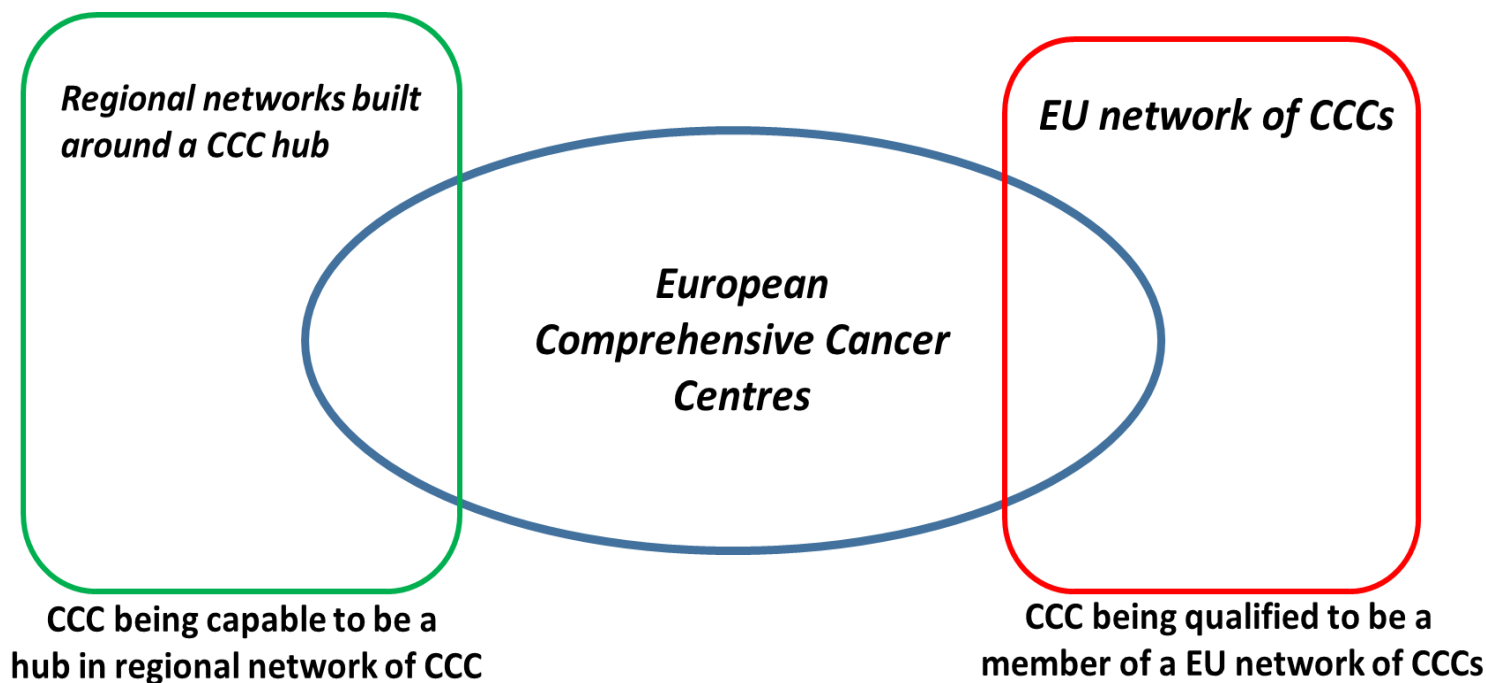 Regional networks built
around a CCC hub
EU network of CCCs
European
Comprehensive Cancer
Centres
CCC being capable to be a
hub in regional network of CCC
CCC being qualified to be a
member of a EU network of CCCs